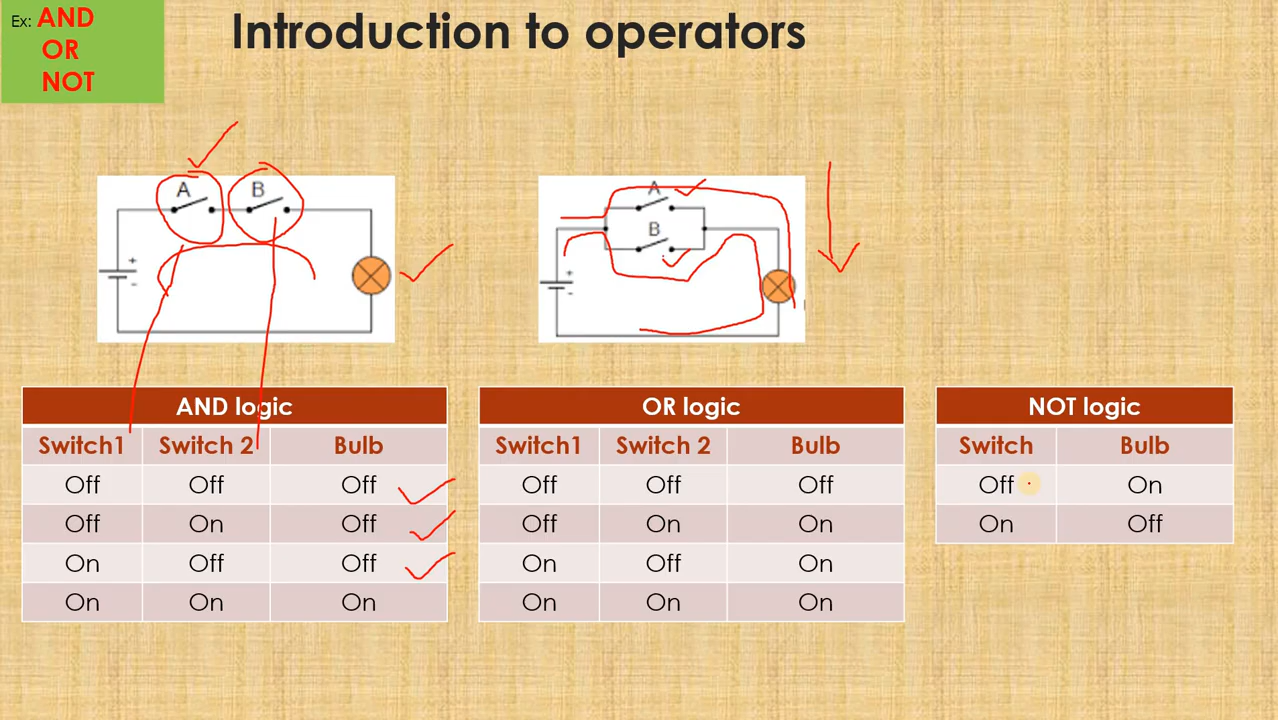 Ex: AND
OR
NOT
Introduction to operators
A B
+
-
A
B
+
-
AND logic
Switch1 Switch 2 Bulb
Off Off Off
Off On Off
On Off Off
On On On
OR logic
Switch1 Switch 2 Bulb
Off Off Off
Off On On
On Off On
On On On
NOT logic
Switch Bulb
Off On
On Off